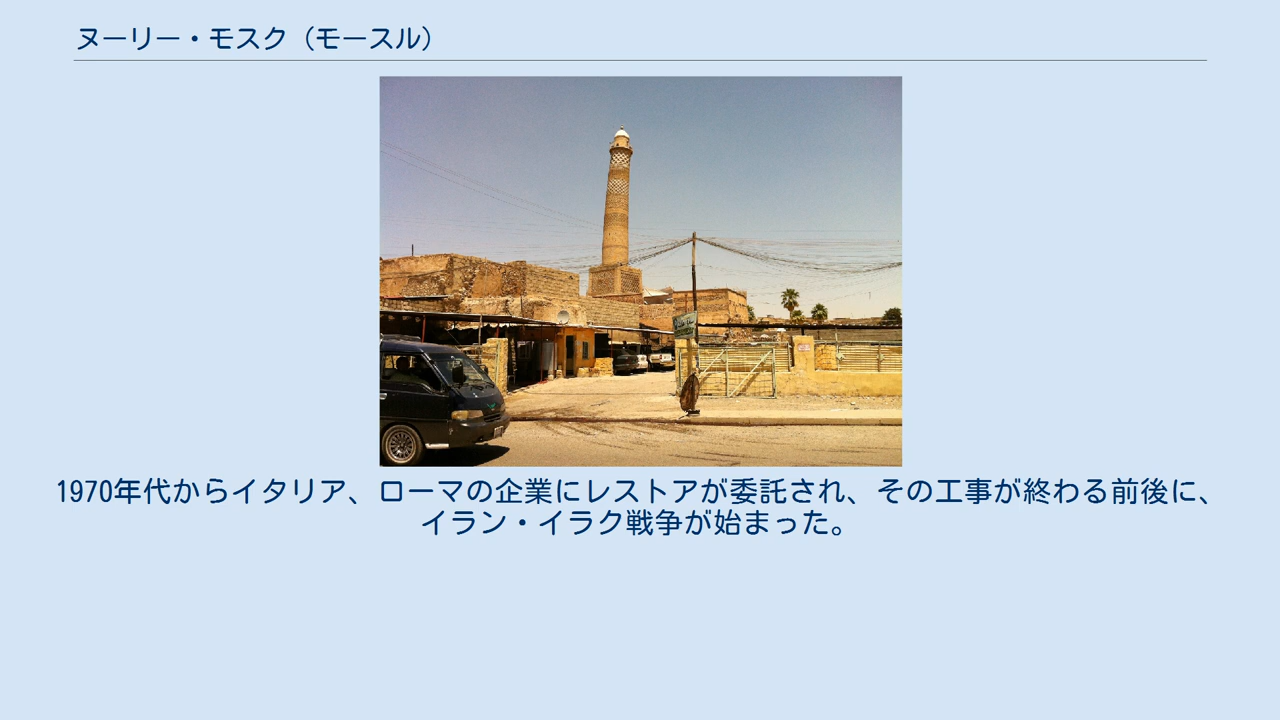 ヌーリー・モスク（モースル）
1970年代からイタリア、ローマの企業にレストアが委託され、その工事が終わる前後に、
イラン・イラク戦争が始まった。